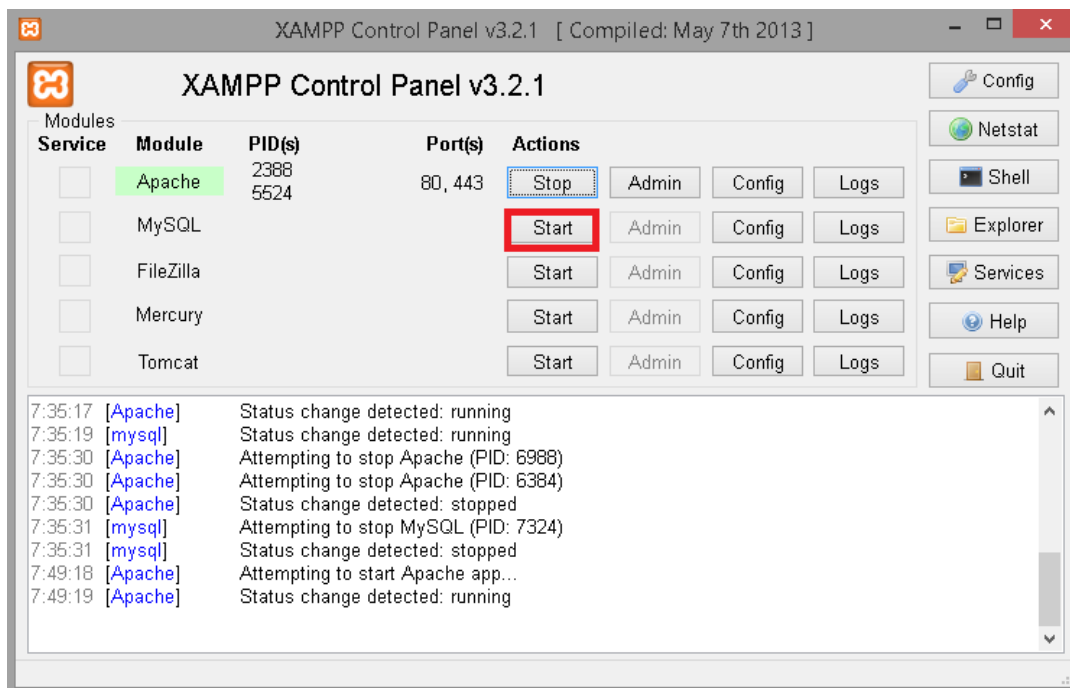 XAMPP Control Panel v3.2.1 [ Compiled: May 7th 2013 ]
XAMPP Control Panel v3.2.1
Config
Modules
Netstat
Service Module PID(s) Port(s) Actions
Apache 2388 5524 80, 443 Stop Admin Config Logs
Shell
MySQL Start Admin Config Logs
Explorer
FileZilla Start Admin Config Logs
Services
Mercury Start Admin Config Logs
Help
Tomcat Start Admin Config Logs
Quit
7:35:17 [Apache] Status change detected: running
7:35:19 [mysql] Status change detected: running
7:35:30 [Apache] Attempting to stop Apache (PID: 6988)
7:35:30 [Apache] Attempting to stop Apache (PID: 6384)
7:35:30 [Apache] Status change detected: stopped
7:35:31 [mysql] Attempting to stop MySQL (PID: 7324)
7:35:31 [mysql] Status change detected: stopped
7:49:18 [Apache] Attempting to start Apache app...
7:49:19 [Apache] Status change detected: running